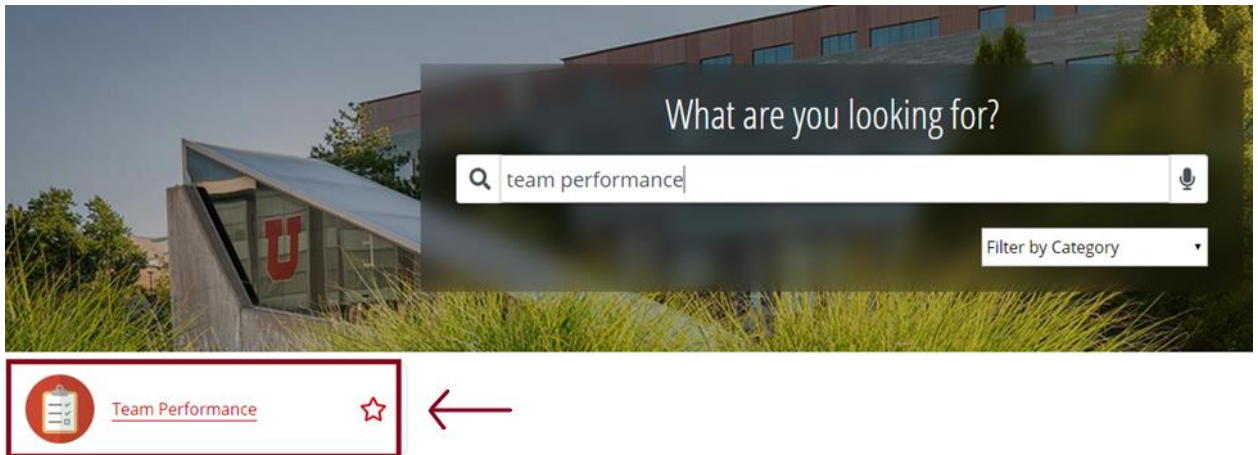 What are you looking for?
team performance
Filter by Category
U
Team Performance